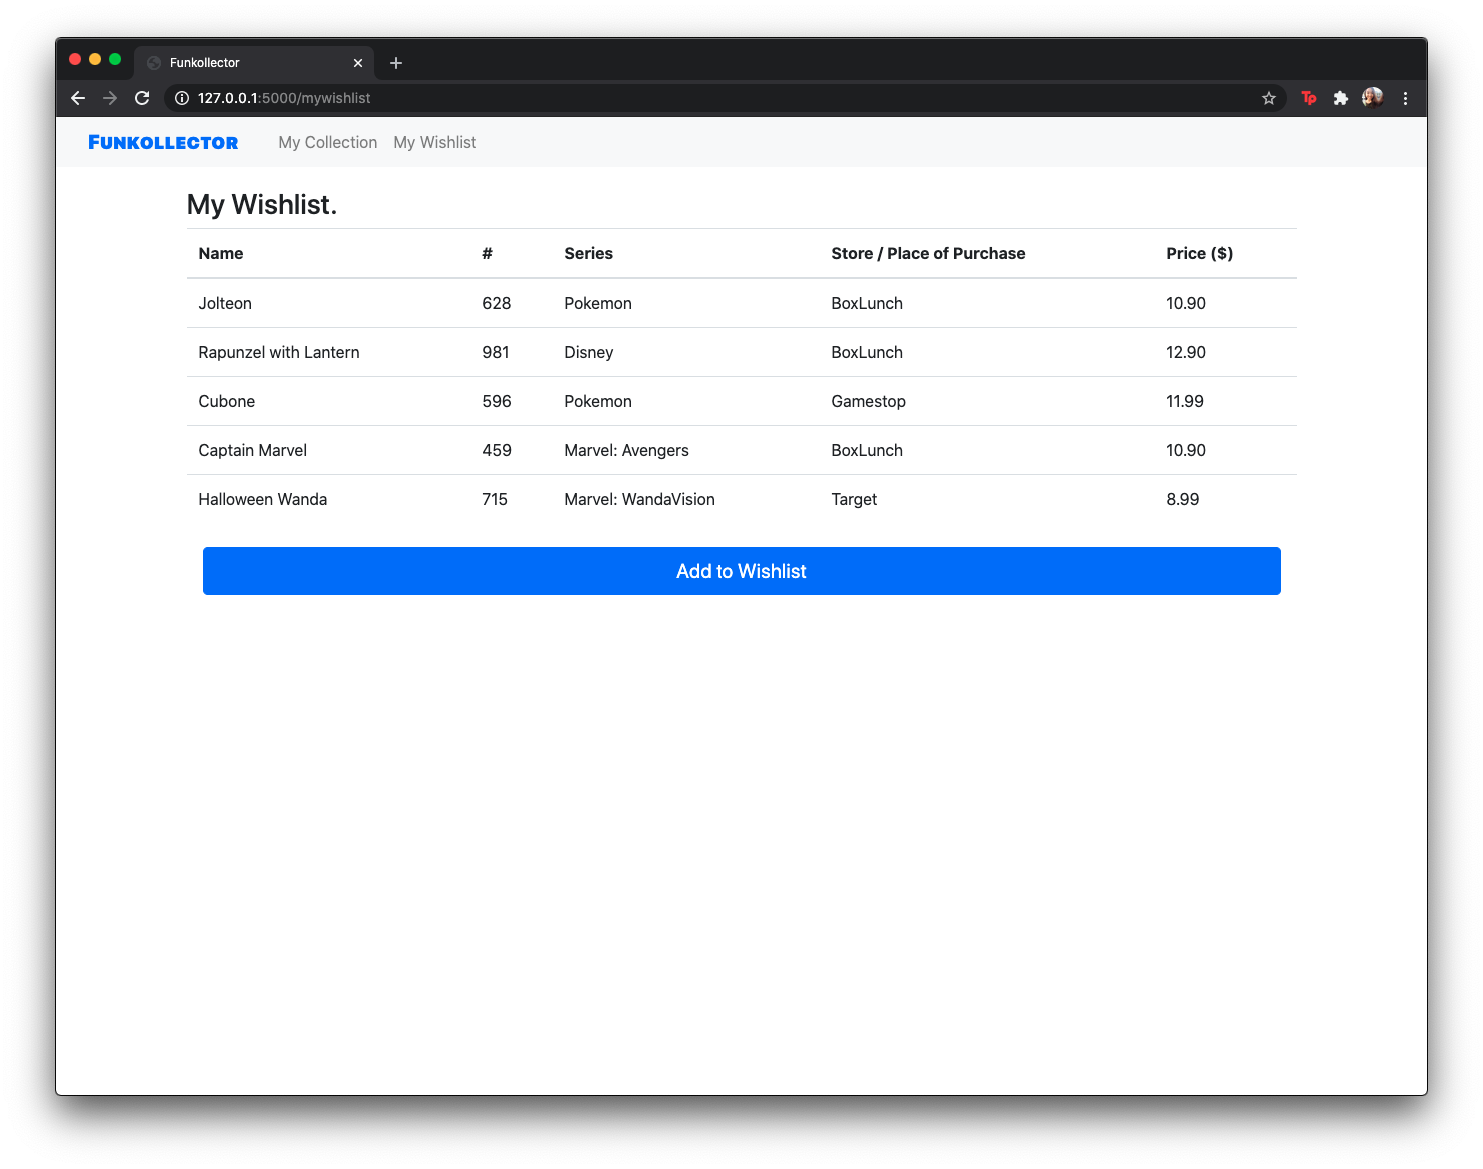 Funkollector
127.0.0.1:5000/mywishlist
Tp
Funkollector My Collection My Wishlist
My Wishlist.
Name # Series Store / Place of Purchase Price ($)
Jolteon 628 Pokemon BoxLunch 10.90
Rapunzel with Lantern 981 Disney BoxLunch 12.90
Cubone 596 Pokemon Gamestop 11.99
Captain Marvel 459 Marvel: Avengers BoxLunch 10.90
Halloween Wanda 715 Marvel: WandaVision Target 8.99
Add to Wishlist